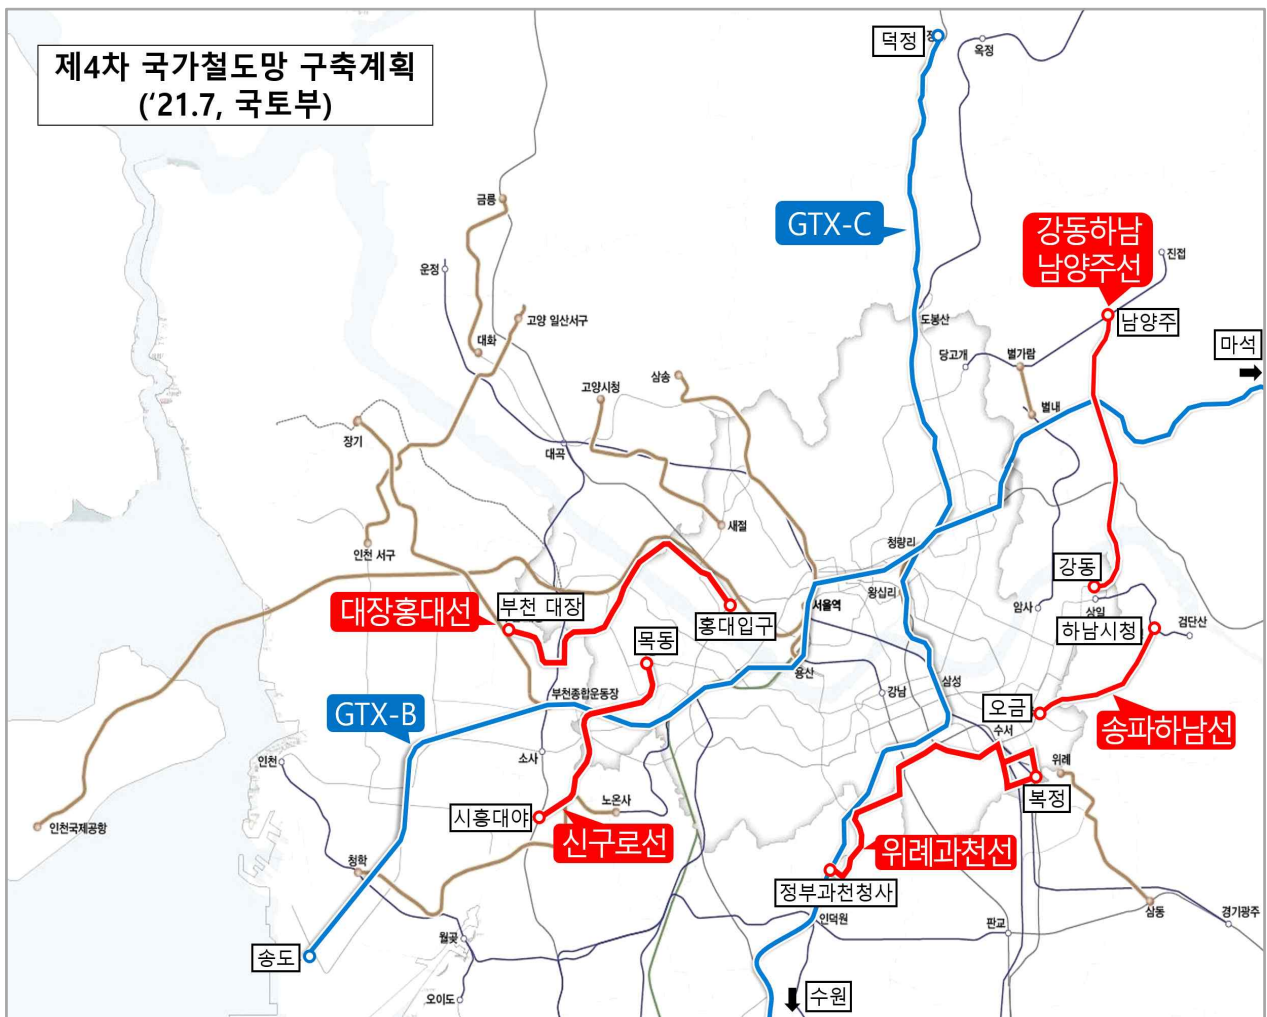 제4차 국가철도망 구축계획
(‘21.7, 국토부)
덕정
정
옥정
금릉
GTX-C
강동하남
남양주선
진접
운정
고양 일산서구
도봉산
남양주
대화
마석
당고개
별가람
삼송
고양시청
별내
장기
대곡
새절
인천 서구
청량리
강동
대장홍대선
부천 대장
서울역
왕십리
암사
상일
홍대입구
하남시청
검단산
목동
용산
삼성
부천종합운동장
강남
GTX-B
오금
송파하남선
수서
인천
소사
위례
복정
시흥대야
노온사
인천국제공항
신구로선
위례과천선
청학
정부과천청사
삼동
경기광주
인덕원
판교
월곶
송도
오이도
수원